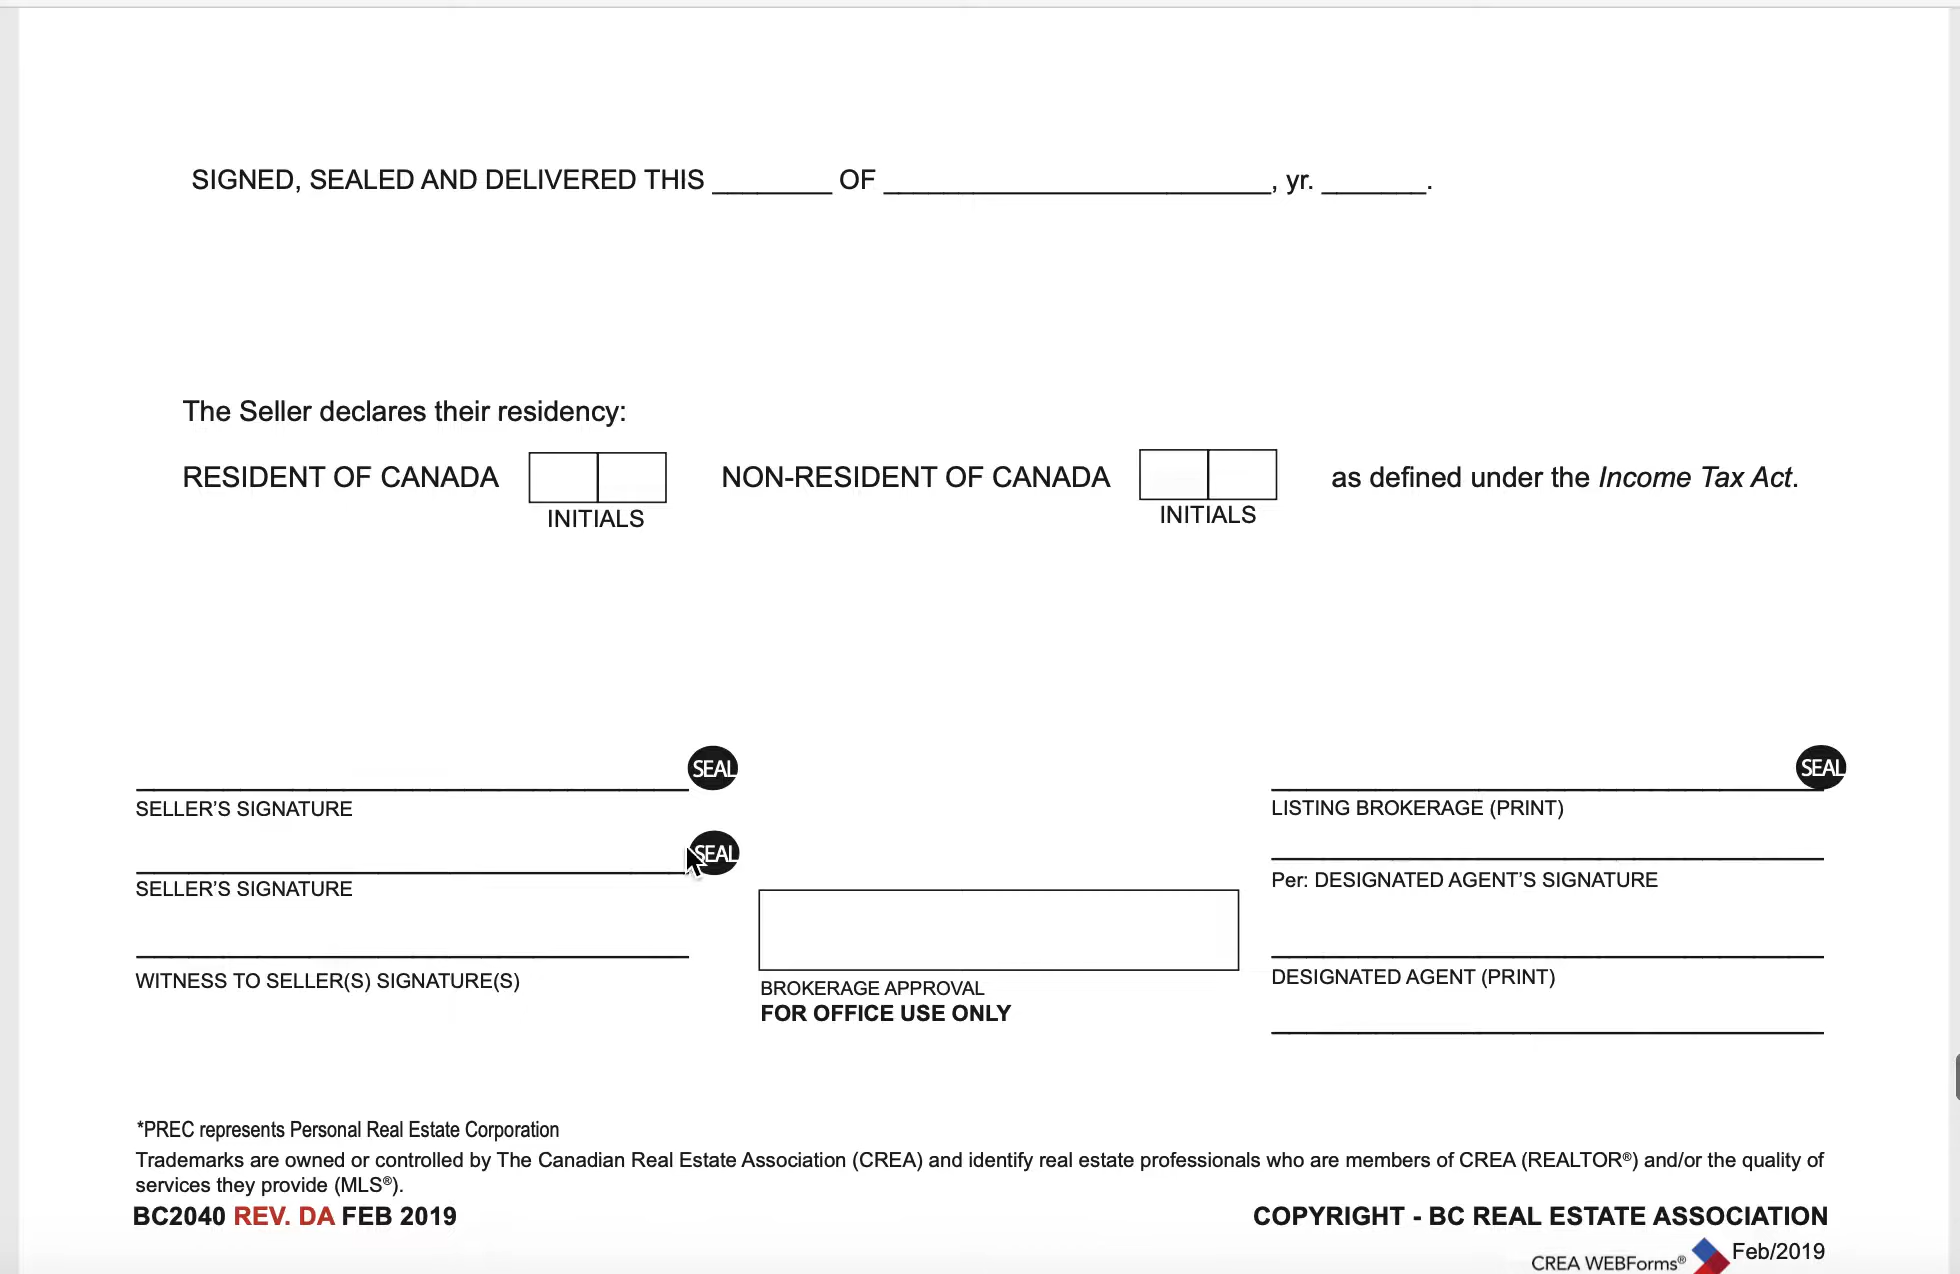 SIGNED, SEALED AND DELIVERED THIS ________ OF __________________________, yr. _______.
The Seller declares their residency:
RESIDENT OF CANADA NON-RESIDENT OF CANADA as defined under the Income Tax Act.
INITIALS INITIALS
SEAL SEAL
SELLER'S SIGNATURE LISTING BROKERAGE (PRINT)
SEAL
SELLER'S SIGNATURE Per: DESIGNATED AGENT'S SIGNATURE
WITNESS TO SELLER(S) SIGNATURE(S) DESIGNATED AGENT (PRINT)
BROKERAGE APPROVAL
FOR OFFICE USE ONLY
*PREC represents Personal Real Estate Corporation
Trademarks are owned or controlled by The Canadian Real Estate Association (CREA) and identify real estate professionals who are members of CREA (REALTOR®) and/or the quality of
services they provide (MLS®).
BC2040 REV. DA FEB 2019 COPYRIGHT - BC REAL ESTATE ASSOCIATION
CREA WEBForms® Feb/2019